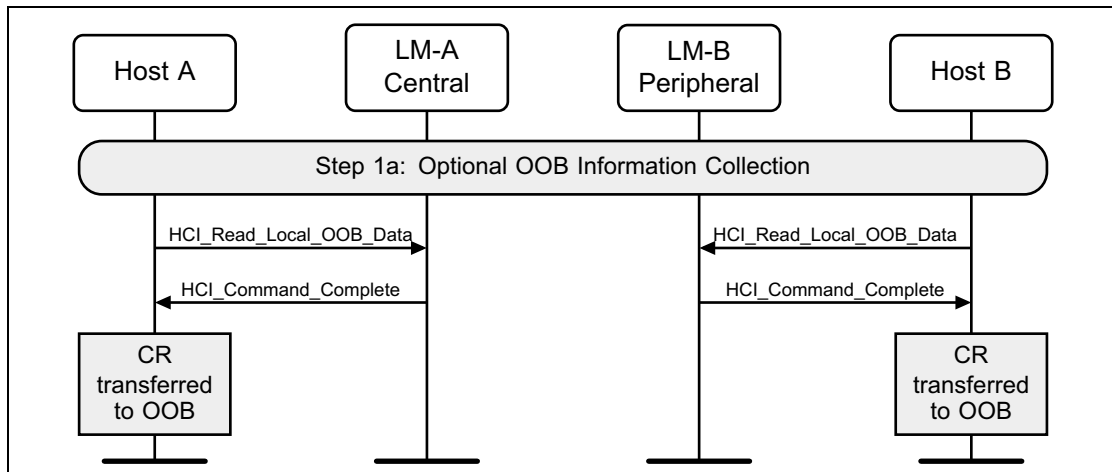 Host A
LM-A
Central
LM-B
Peripheral
Host B
Step 1a: Optional OOB Information Collection
HCI_Read_Local_OOB_Data
HCI_Read_Local_OOB_Data
HCI_Command_Complete
HCI_Command_Complete
CR
transferred
to OOB
CR
transferred
to OOB